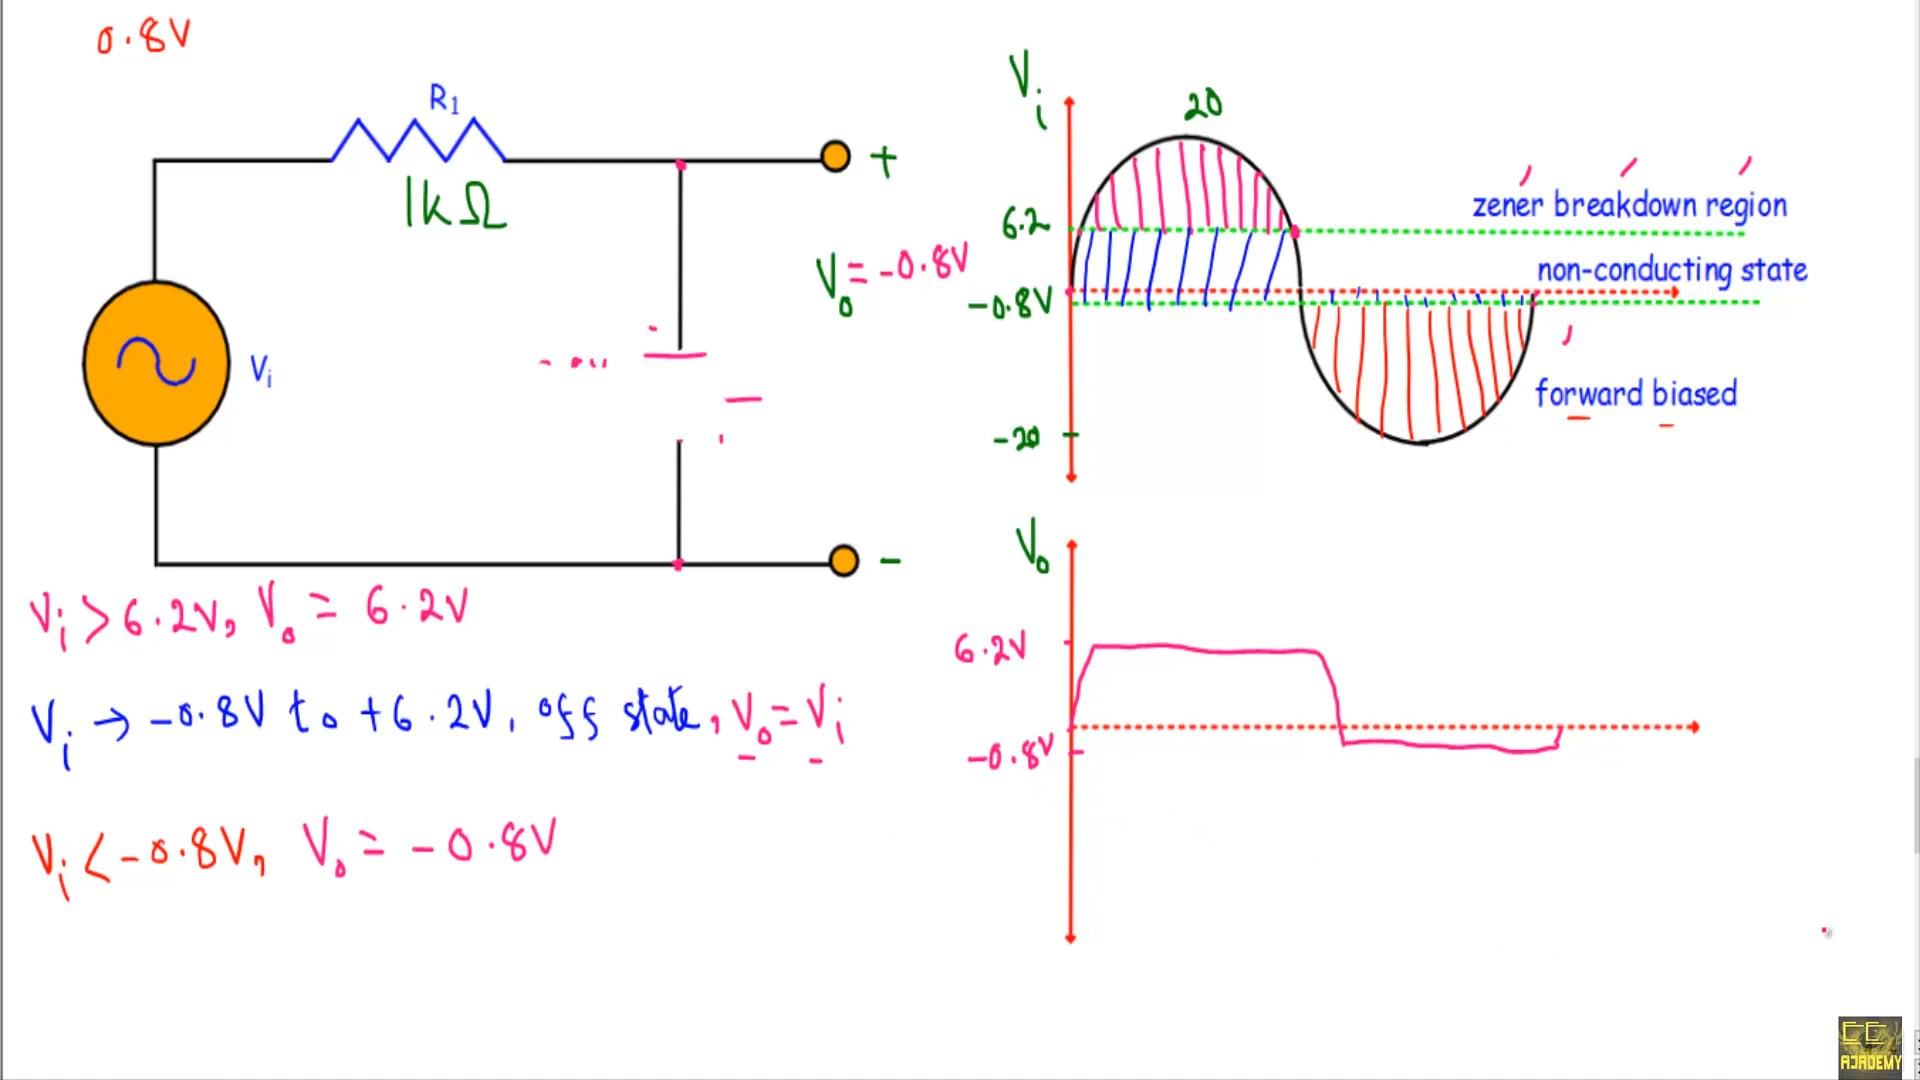 0.8V
R1
1kΩ
Vi
+
Vo = -0.8V
-
Vi > 6.2V, Vo = 6.2V
Vi → -0.8V to +6.2V, off state, Vo = Vi
Vi < -0.8V, Vo = -0.8V
Vi
20
6.2
-0.8V
-20
zener breakdown region
non-conducting state
forward biased
Vo
6.2V
-0.8V
EE
ACADEMY